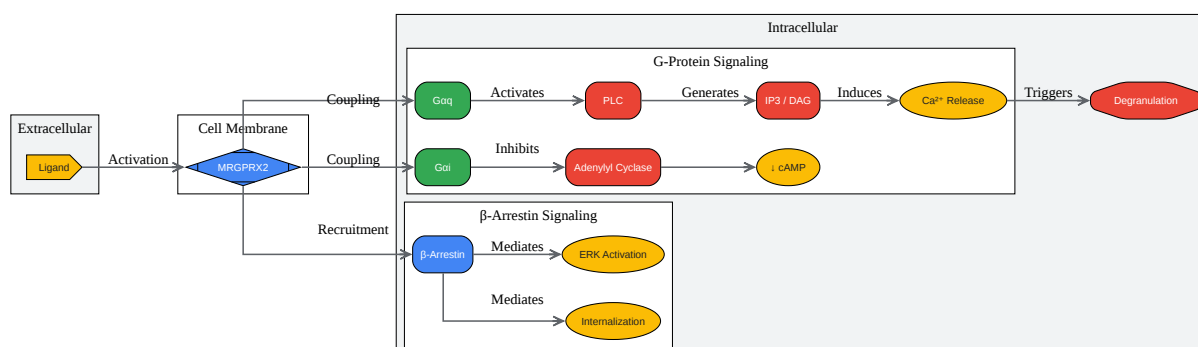 Intracellular
G-Protein Signaling
Coupling
Gαq
Activates
PLC
Generates
IP3 / DAG
Induces
Ca²⁺ Release
Triggers
Degranulation
Extracellular
Ligand
Activation
Cell Membrane
MRGPRX2
Coupling
Gαi
Inhibits
Adenylyl Cyclase
↓ cAMP
β-Arrestin Signaling
Recruitment
β-Arrestin
Mediates
ERK Activation
Mediates
Internalization